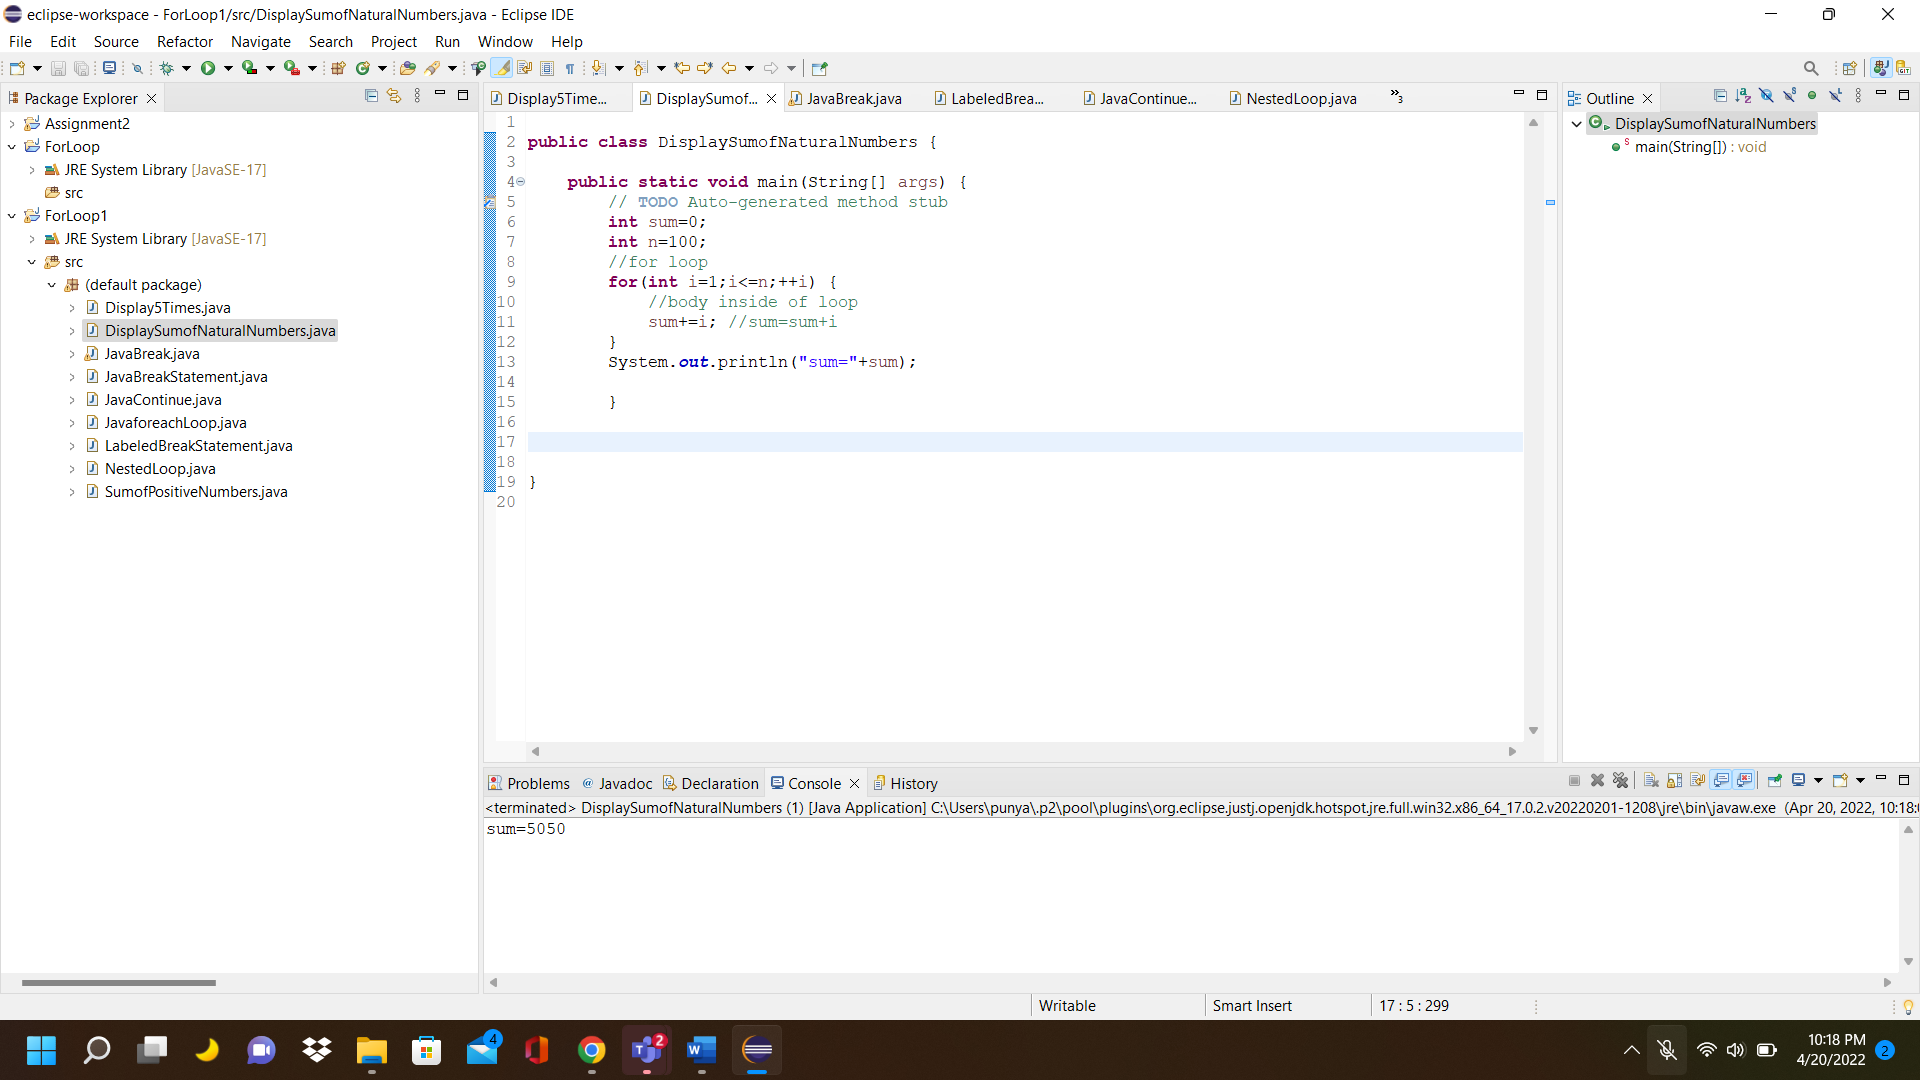 eclipse-workspace - ForLoop1/src/DisplaySumofNaturalNumbers.java - Eclipse IDE
File Edit Source Refactor Navigate Search Project Run Window Help
Package Explorer
Assignment2
ForLoop
JRE System Library [JavaSE-17]
src
ForLoop1
JRE System Library [JavaSE-17]
src
(default package)
Display5Times.java
DisplaySumofNaturalNumbers.java
JavaBreak.java
JavaBreakStatement.java
JavaContinue.java
JavaforeachLoop.java
LabeledBreakStatement.java
NestedLoop.java
SumofPositiveNumbers.java
Display5Time... DisplaySumof... JavaBreak.java LabeledBrea... JavaContinue... NestedLoop.java »3
1
2 public class DisplaySumofNaturalNumbers {
3
4 public static void main(String[] args) {
5 // TODO Auto-generated method stub
6 int sum=0;
7 int n=100;
8 //for loop
9 for(int i=1;i<=n;++i) {
10 //body inside of loop
11 sum+=i; //sum=sum+i
12 }
13 System.out.println("sum="+sum);
14
15 }
16
17
18
19 }
20
Outline
DisplaySumofNaturalNumbers
main(String[]) : void
Problems @ Javadoc Declaration Console History
<terminated> DisplaySumofNaturalNumbers (1) [Java Application] C:\Users\punya\.p2\pool\plugins\org.eclipse.justj.openjdk.hotspot.jre.full.win32.x86_64_17.0.2.v20220201-1208\jre\bin\javaw.exe (Apr 20, 2022, 10:18:
sum=5050
Writable Smart Insert 17 : 5 : 299
4 2 10:18 PM
4/20/2022 2